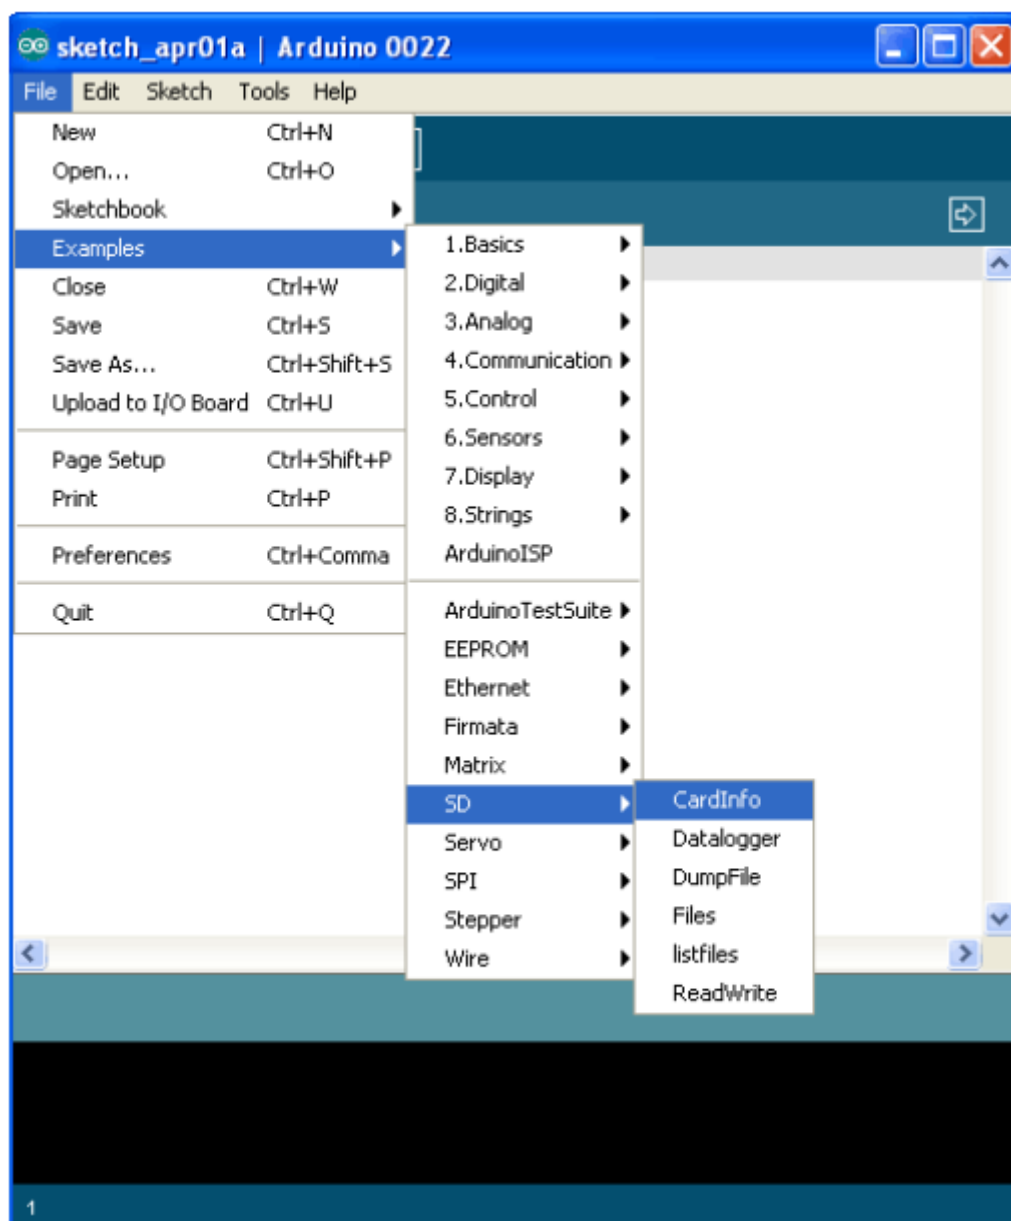 sketch_apr01a | Arduino 0022
File Edit Sketch Tools Help
New Ctrl+N
Open... Ctrl+O
Sketchbook
Examples
Close Ctrl+W
Save Ctrl+S
Save As... Ctrl+Shift+S
Upload to I/O Board Ctrl+U
Page Setup Ctrl+Shift+P
Print Ctrl+P
Preferences Ctrl+Comma
Quit Ctrl+Q
1.Basics
2.Digital
3.Analog
4.Communication
5.Control
6.Sensors
7.Display
8.Strings
ArduinoISP
ArduinoTestSuite
EEPROM
Ethernet
Firmata
Matrix
SD
Servo
SPI
Stepper
Wire
CardInfo
Datalogger
DumpFile
Files
listfiles
ReadWrite
1